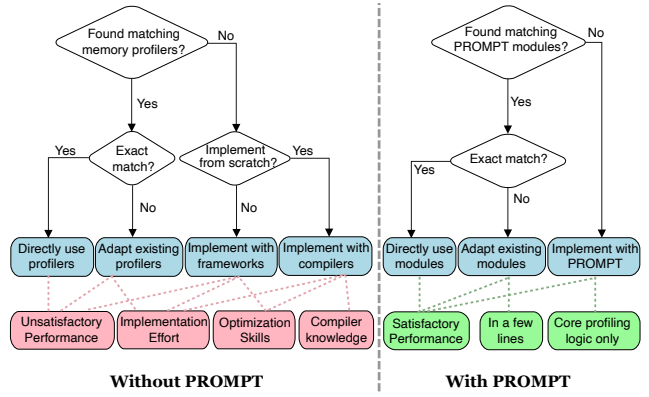 Found matching
memory profilers?
No
Yes
Exact
match?
Yes
No
Implement
from scratch?
Yes
No
Directly use
profilers
Adapt existing
profilers
Implement with
frameworks
Implement with
compilers
Unsatisfactory
Performance
Implementation
Effort
Optimization
Skills
Compiler
knowledge
Without PROMPT
Found matching
PROMPT modules?
No
Yes
Exact match?
Yes
No
Directly use
modules
Adapt existing
modules
Implement with
PROMPT
Satisfactory
Performance
In a few
lines
Core profiling
logic only
With PROMPT